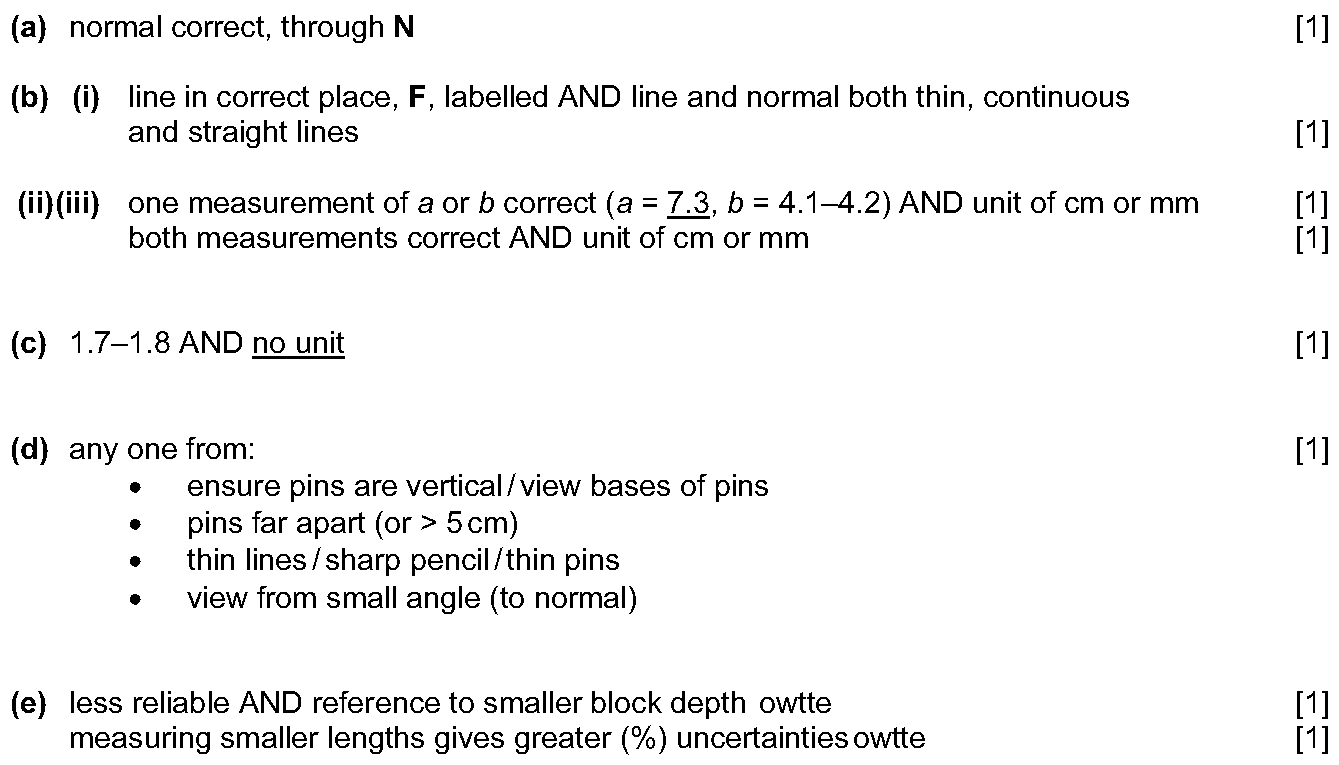 (a) normal correct, through N [1]
(b) (i) line in correct place, F, labelled AND line and normal both thin, continuous
and straight lines [1]
(ii)(iii) one measurement of a or b correct (a = 7.3, b = 4.1–4.2) AND unit of cm or mm [1]
both measurements correct AND unit of cm or mm [1]
(c) 1.7–1.8 AND no unit [1]
(d) any one from: [1]
• ensure pins are vertical / view bases of pins
• pins far apart (or > 5 cm)
• thin lines / sharp pencil / thin pins
• view from small angle (to normal)
(e) less reliable AND reference to smaller block depth owtte [1]
measuring smaller lengths gives greater (%) uncertainties owtte [1]